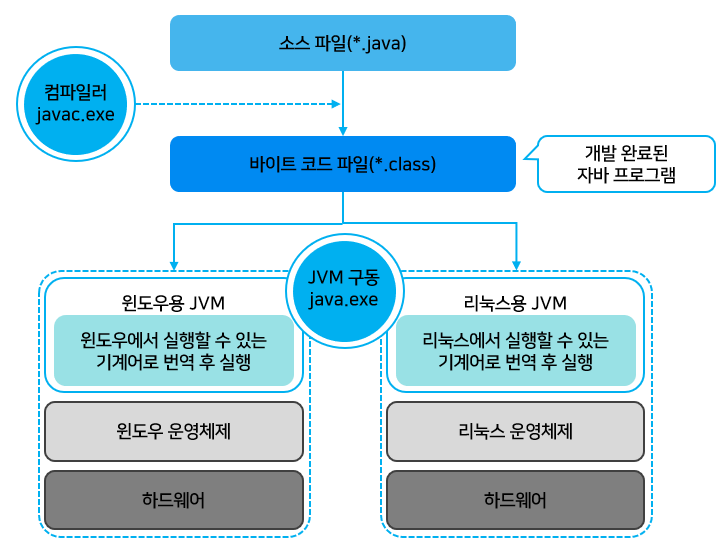 소스 파일(*.java)
컴파일러
javac.exe
바이트 코드 파일(*.class)
개발 완료된
자바 프로그램
JVM 구동
java.exe
윈도우용 JVM
윈도우에서 실행할 수 있는
기계어로 번역 후 실행
윈도우 운영체제
하드웨어
리눅스용 JVM
리눅스에서 실행할 수 있는
기계어로 번역 후 실행
리눅스 운영체제
하드웨어